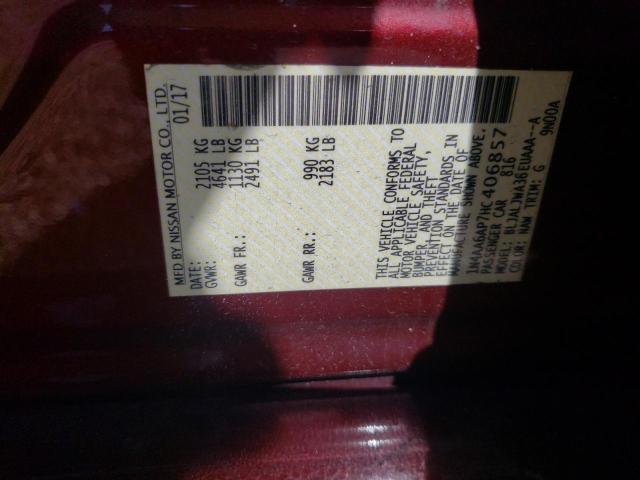 MFD BY NISSAN MOTOR CO., LTD.
DATE: 01/17
GVWR: 2105 KG
4641 LB
GAWR FR.: 1130 KG
2491 LB
GAWR RR.: 990 KG
2183 LB
THIS VEHICLE CONFORMS TO
ALL APPLICABLE FEDERAL
MOTOR VEHICLE SAFETY,
BUMPER, AND THEFT
PREVENTION STANDARDS IN
EFFECT ON THE DATE OF
MANUFACTURE SHOWN ABOVE.
1N4AA6AP7HC406857
PASSENGER CAR 816
MODEL: BLJALJWA36EUAAA--A
COLOR: NAW TRIM: G 9N00A